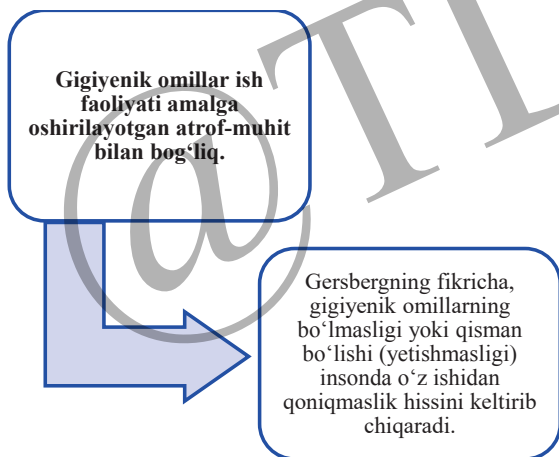 Gigiyenik omillar ish
faoliyati amalga
oshirilayotgan atrof-muhit
bilan bog‘liq.
Gersbergning fikricha,
gigiyenik omillarning
bo‘lmasligi yoki qisman
bo‘lishi (yetishmasligi)
insonda o‘z ishidan
qoniqmaslik hissini keltirib
chiqaradi.